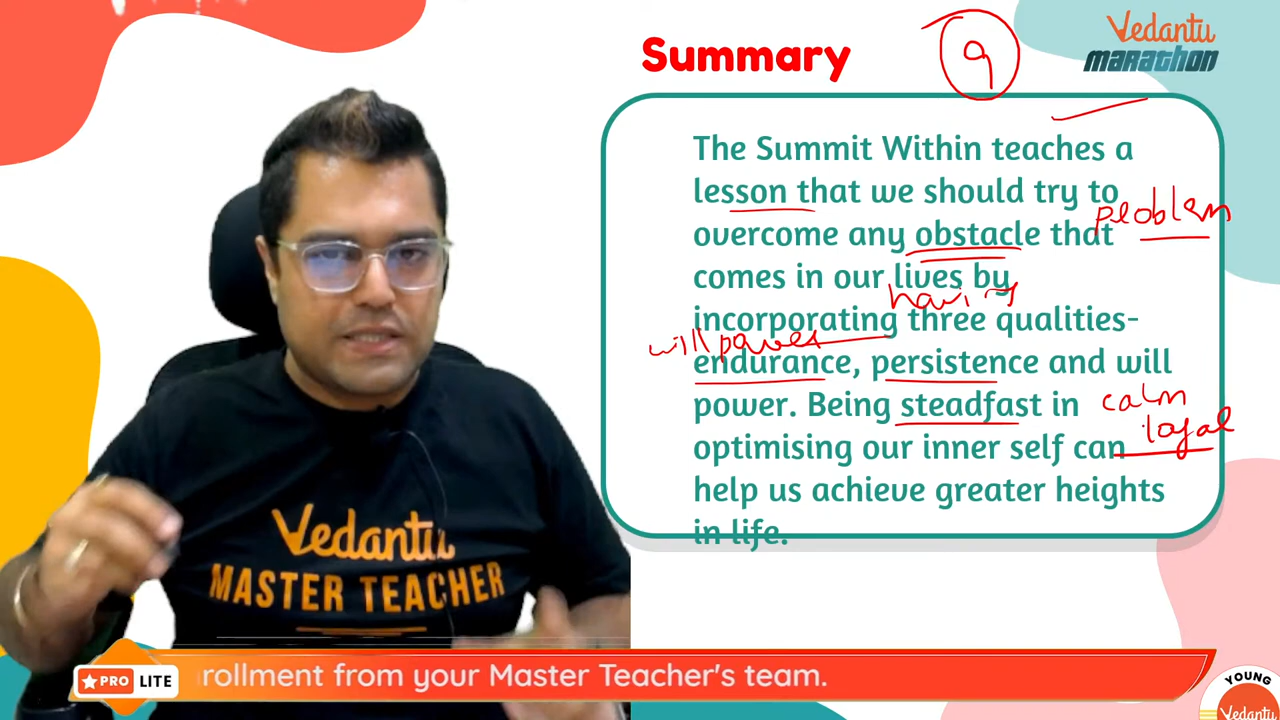 Vedantu
MARATHON
Summary
9
The Summit Within teaches a
lesson that we should try to
problem
overcome any obstacle that
comes in our lives by
having
incorporating three qualities-
will power
endurance, persistence and will
power. Being steadfast in
calm
loyal
optimising our inner self can
help us achieve greater heights
in life.
Vedantu
MASTER TEACHER
PRO LITE
rollment from your Master Teacher's team.
YOUNG
Vedantu